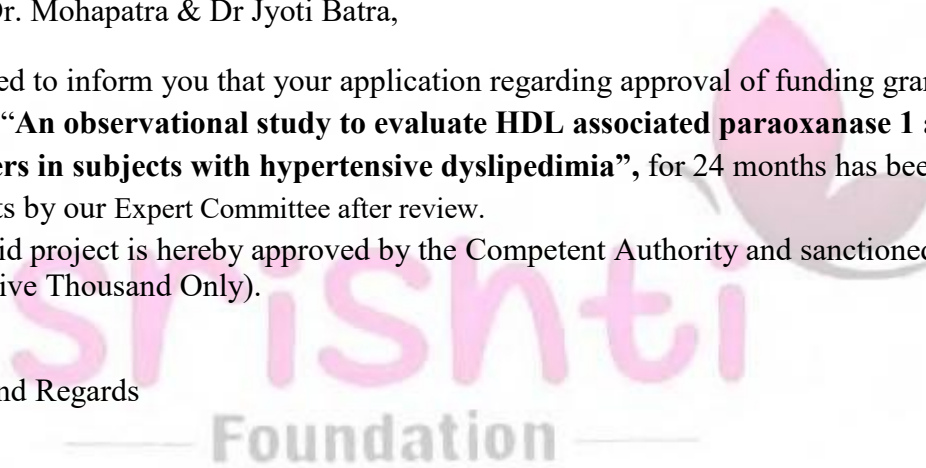 Dr. Mohapatra & Dr Jyoti Batra,
ed to inform you that your application regarding approval of funding gran
“An observational study to evaluate HDL associated paraoxanase 1 a
ers in subjects with hypertensive dyslipedimia”, for 24 months has bee
ts by our Expert Committee after review.
id project is hereby approved by the Competent Authority and sanctioned
ive Thousand Only).
nd Regards
srishti
Foundation